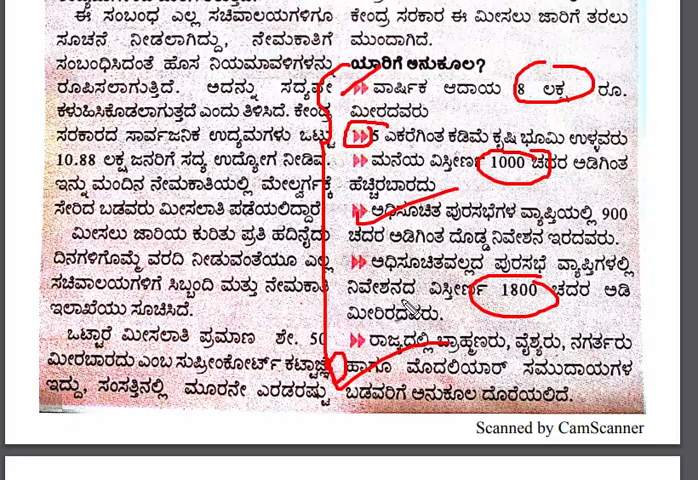 ಈ ಸಂಬಂಧ ಎಲ್ಲ ಸಚಿವಾಲಯಗಳಿಗೂ
ಸೂಚನೆ ನೀಡಲಾಗಿದ್ದು, ನೇಮಕಾತಿಗೆ
ಸಂಬಂಧಿಸಿದಂತೆ ಹೊಸ ನಿಯಮಾವಳಿಗಳನ್ನು
ರೂಪಿಸಲಾಗುತ್ತಿದೆ. ಅದನ್ನು ಸದ್ಯವೇ
ಕಳುಹಿಸಿಕೊಡಲಾಗುತ್ತದೆ ಎಂದು ತಿಳಿಸಿದೆ. ಕೇಂದ್ರ
ಸರಕಾರದ ಸಾರ್ವಜನಿಕ ಉದ್ಯಮಗಳು ಒಟ್ಟು
10.88 ಲಕ್ಷ ಜನರಿಗೆ ಸದ್ಯ ಉದ್ಯೋಗ ನೀಡಿವೆ.
ಇನ್ನು ಮುಂದಿನ ನೇಮಕಾತಿಯಲ್ಲಿ ಮೇಲ್ವರ್ಗಕ್ಕೆ
ಸೇರಿದ ಬಡವರು ಮೀಸಲಾತಿ ಪಡೆಯಲಿದ್ದಾರೆ
ಮೀಸಲು ಜಾರಿಯ ಕುರಿತು ಪ್ರತಿ ಹದಿನೈದು
ದಿನಗಳಿಗೊಮ್ಮೆ ವರದಿ ನೀಡುವಂತೆಯೂ ಎಲ್ಲ
ಸಚಿವಾಲಯಗಳಿಗೆ ಸಿಬ್ಬಂದಿ ಮತ್ತು ನೇಮಕಾತಿ
ಇಲಾಖೆಯು ಸೂಚಿಸಿದೆ.
ಒಟ್ಟಾರೆ ಮೀಸಲಾತಿ ಪ್ರಮಾಣ ಶೇ. 50
ಮೀರಬಾರದು ಎಂಬ ಸುಪ್ರೀಂಕೋರ್ಟ್ ಕಟ್ಟಾಜ್ಞೆ
ಇದ್ದು, ಸಂಸತ್ತಿನಲ್ಲಿ ಮೂರನೇ ಎರಡರಷ್ಟು
ಕೇಂದ್ರ ಸರಕಾರ ಈ ಮೀಸಲು ಜಾರಿಗೆ ತರಲು
ಮುಂದಾಗಿದೆ.
ಯಾರಿಗೆ ಅನುಕೂಲ?
ವಾರ್ಷಿಕ ಆದಾಯ 8 ಲಕ್ಷ ರೂ.
ಮೀರದವರು
5 ಎಕರೆಗಿಂತ ಕಡಿಮೆ ಕೃಷಿ ಭೂಮಿ ಉಳ್ಳವರು
ಮನೆಯ ವಿಸ್ತೀರ್ಣ 1000 ಚದರ ಅಡಿಗಿಂತ
ಹೆಚ್ಚಿರಬಾರದು
ಅಧಿಸೂಚಿತ ಪುರಸಭೆಗಳ ವ್ಯಾಪ್ತಿಯಲ್ಲಿ 900
ಚದರ ಅಡಿಗಿಂತ ದೊಡ್ಡ ನಿವೇಶನ ಇರದವರು.
ಅಧಿಸೂಚಿತವಲ್ಲದ ಪುರಸಭೆ ವ್ಯಾಪ್ತಿಗಳಲ್ಲಿ
ನಿವೇಶನದ ವಿಸ್ತೀರ್ಣ 1800 ಚದರ ಅಡಿ
ಮೀರಿರದವರು.
ರಾಜ್ಯದಲ್ಲಿ ಬ್ರಾಹ್ಮಣರು, ವೈಶ್ಯರು, ನಗರ್ತರು
ಹಾಗೂ ಮೊದಲಿಯಾರ್ ಸಮುದಾಯಗಳ
ಬಡವರಿಗೆ ಅನುಕೂಲ ದೊರೆಯಲಿದೆ.
Scanned by CamScanner